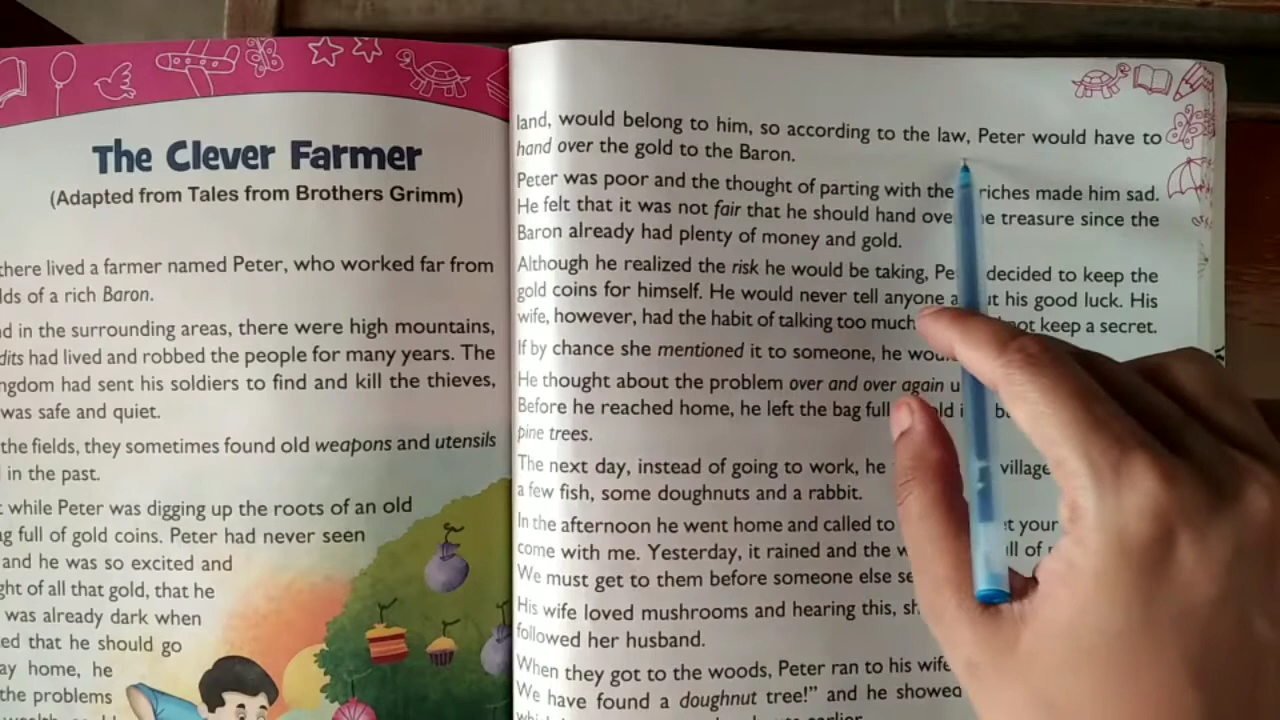 The Clever Farmer
(Adapted from Tales from Brothers Grimm)
there lived a farmer named Peter, who worked far from
lds of a rich Baron.
d in the surrounding areas, there were high mountains,
dits had lived and robbed the people for many years. The
ngdom had sent his soldiers to find and kill the thieves,
was safe and quiet.
the fields, they sometimes found old weapons and utensils
in the past.
while Peter was digging up the roots of an old
g full of gold coins. Peter had never seen
and he was so excited and
ght of all that gold, that he
was already dark when
ed that he should go
ay home, he
the problems
land, would belong to him, so according to the law, Peter would have to
hand over the gold to the Baron.
Peter was poor and the thought of parting with the riches made him sad.
He felt that it was not fair that he should hand ove treasure since the
Baron already had plenty of money and gold.
Although he realized the risk he would be taking, Pe decided to keep the
gold coins for himself. He would never tell anyone a ut his good luck. His
wife, however, had the habit of talking too much not keep a secret.
If by chance she mentioned it to someone, he wou
He thought about the problem over and over again u
Before he reached home, he left the bag full ld i b
pine trees.
The next day, instead of going to work, he village
a few fish, some doughnuts and a rabbit.
In the afternoon he went home and called to et your
come with me. Yesterday, it rained and the w ll of
We must get to them before someone else se
His wife loved mushrooms and hearing this, sh
followed her husband.
When they got to the woods, Peter ran to his wife
We have found a doughnut tree!” and he showed
earlier